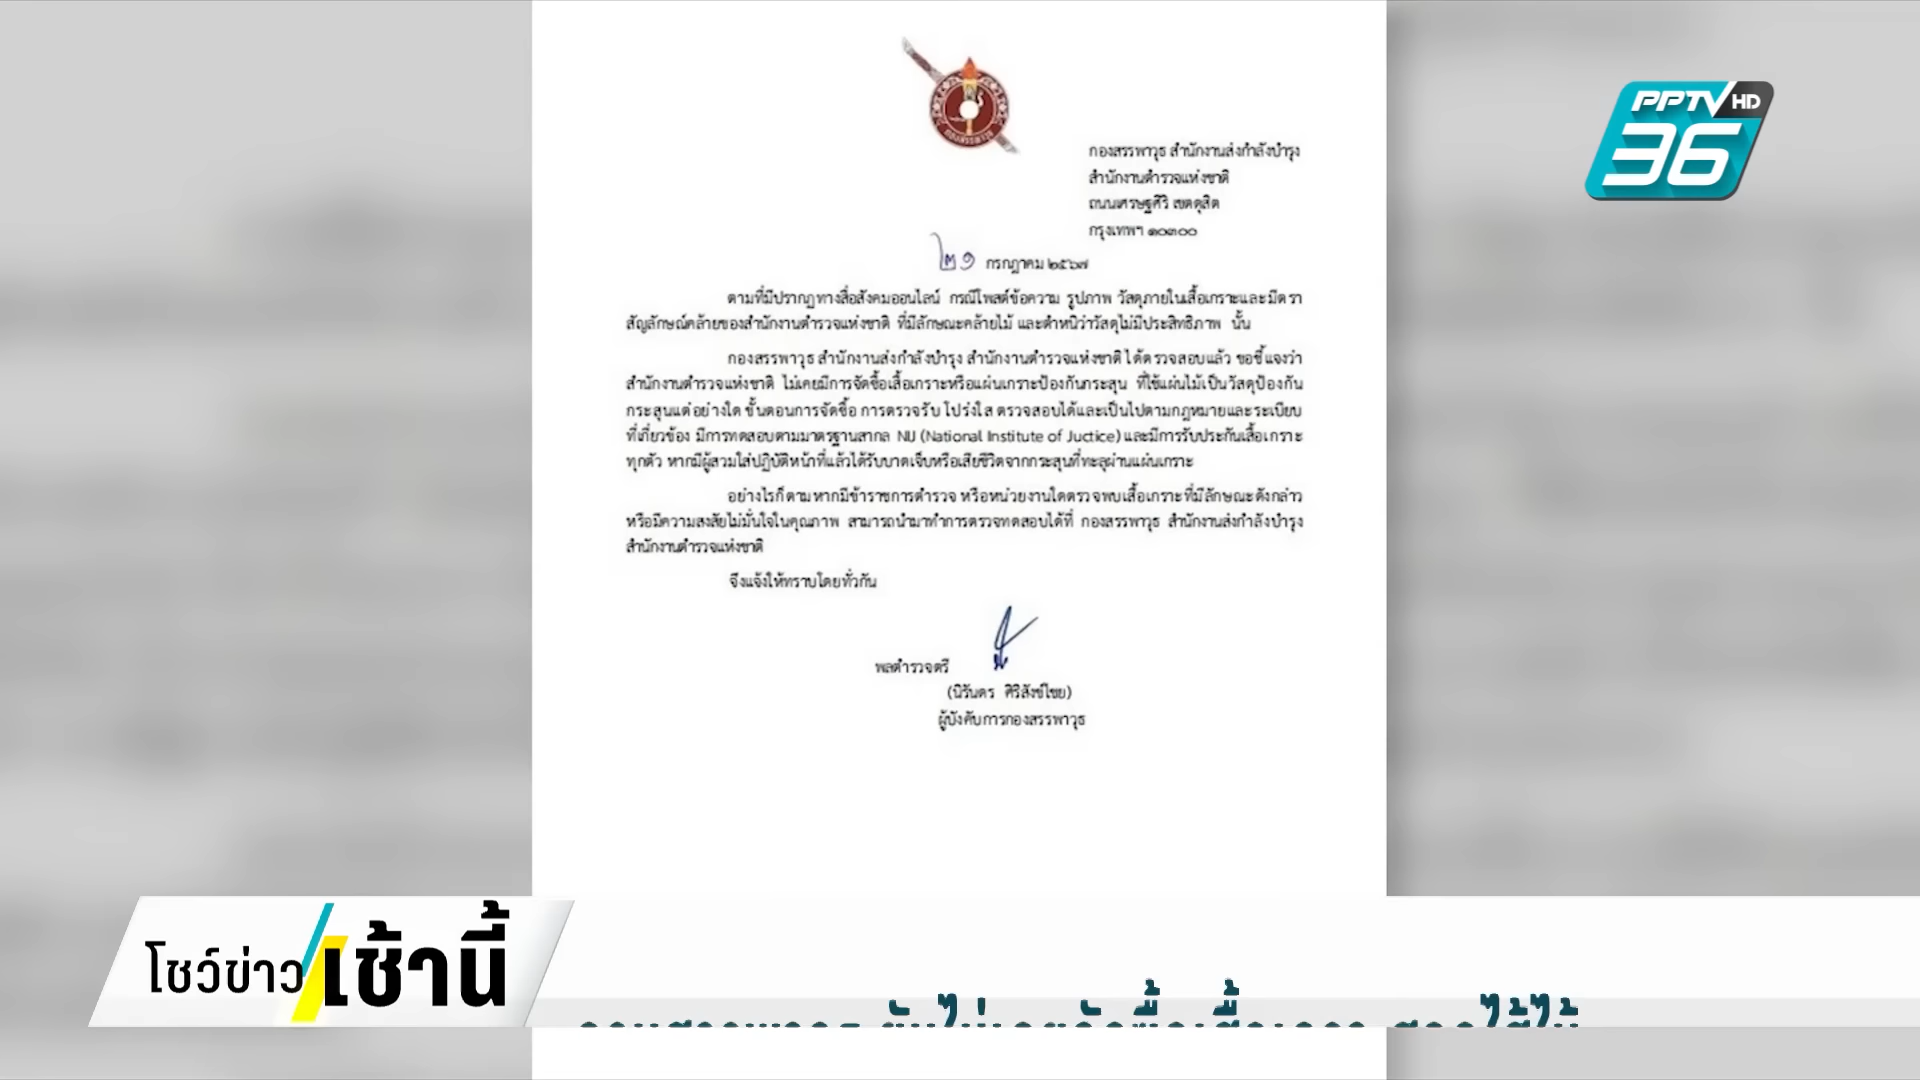 PPTV HD
36
กองสรรพาวุธ
กองสรรพาวุธ สำนักงานส่งกำลังบำรุง
สำนักงานตำรวจแห่งชาติ
ถนนเศรษฐศิริ เขตดุสิต
กรุงเทพฯ ๑๐๓๐๐
๒๑ กรกฎาคม ๒๕๖๗
ตามที่มีปรากฏทางสื่อสังคมออนไลน์ กรณีโพสต์ข้อความ รูปภาพ วัสดุภายในเสื้อเกราะและมีตรา
สัญลักษณ์คล้ายของสำนักงานตำรวจแห่งชาติ ที่มีลักษณะคล้ายไม้ และตำหนิว่าวัสดุไม่มีประสิทธิภาพ นั้น
กองสรรพาวุธ สำนักงานส่งกำลังบำรุง สำนักงานตำรวจแห่งชาติ ได้ตรวจสอบแล้ว ขอชี้แจงว่า
สำนักงานตำรวจแห่งชาติ ไม่เคยมีการจัดซื้อเสื้อเกราะหรือแผ่นเกราะป้องกันกระสุน ที่ใช้แผ่นไม้เป็นวัสดุป้องกัน
กระสุนแต่อย่างใด ขั้นตอนการจัดซื้อ การตรวจรับ โปร่งใส ตรวจสอบได้และเป็นไปตามกฎหมายและระเบียบ
ที่เกี่ยวข้อง มีการทดสอบตามมาตรฐานสากล NIJ (National Institute of Juctice) และมีการรับประกันเสื้อเกราะ
ทุกตัว หากมีผู้สวมใส่ปฏิบัติหน้าที่แล้วได้รับบาดเจ็บหรือเสียชีวิตจากกระสุนที่ทะลุผ่านแผ่นเกราะ
อย่างไรก็ตามหากมีข้าราชการตำรวจ หรือหน่วยงานใดตรวจพบเสื้อเกราะที่มีลักษณะดังกล่าว
หรือมีความสงสัยไม่มั่นใจในคุณภาพ สามารถนำมาทำการตรวจทดสอบได้ที่ กองสรรพาวุธ สำนักงานส่งกำลังบำรุง
สำนักงานตำรวจแห่งชาติ
จึงแจ้งให้ทราบโดยทั่วกัน
พลตำรวจตรี
(นิรันดร ศิริสังข์ไชย)
ผู้บังคับการกองสรรพาวุธ
โชว์ข่าว เช้านี้